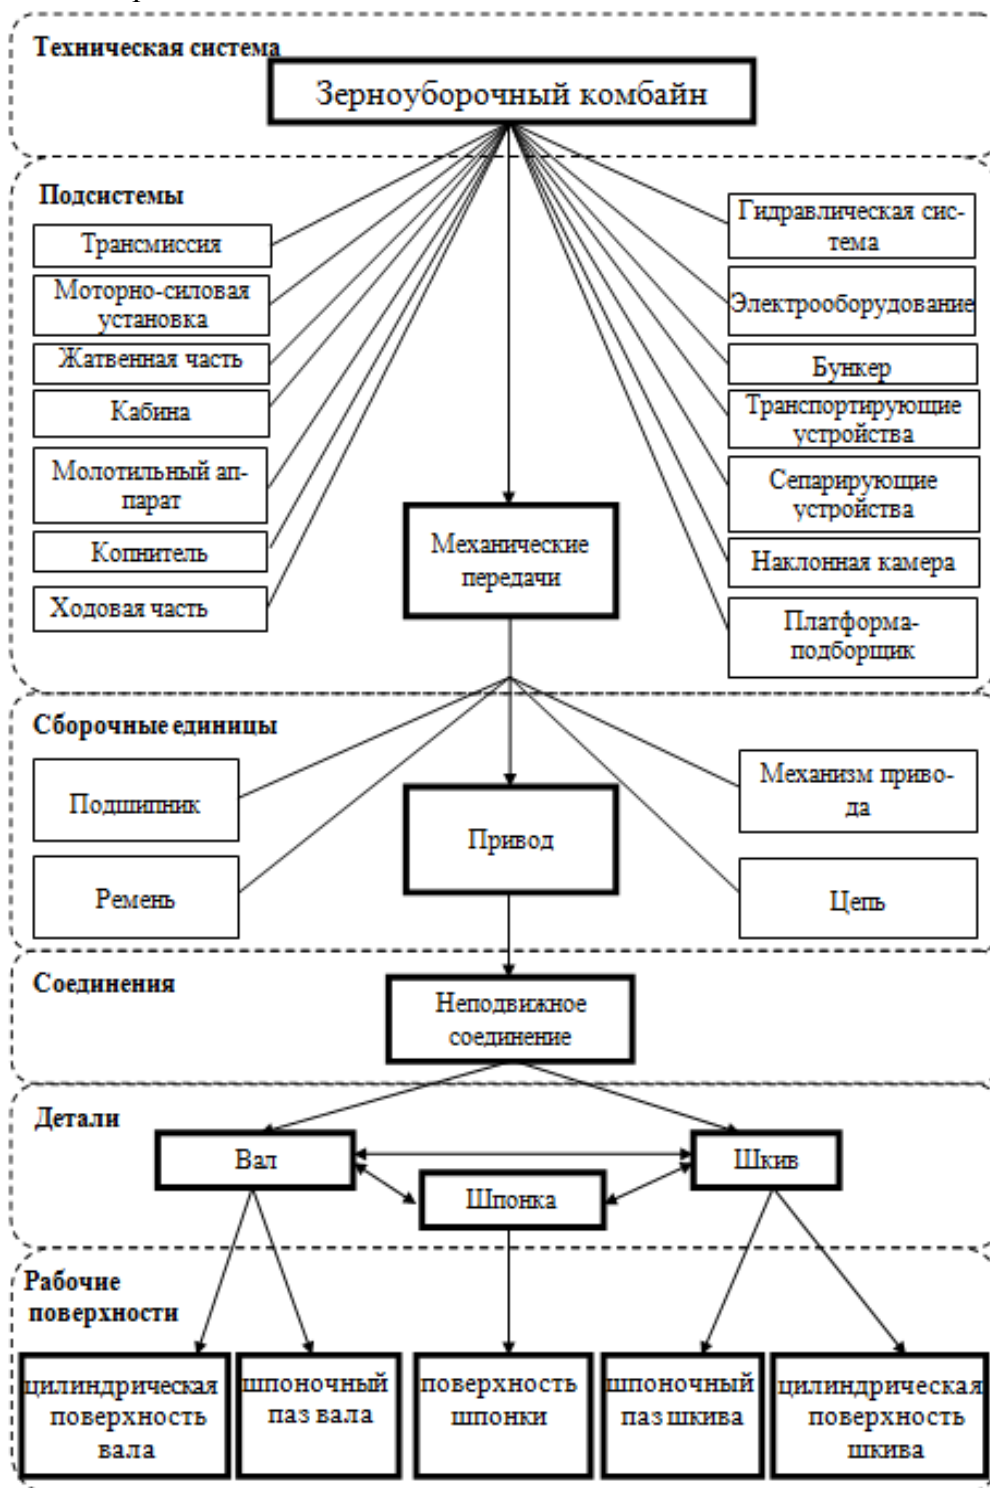 Техническая система
Зерноуборочный комбайн
Подсистемы
Трансмиссия
Моторно-силовая
установка
Жатвенная часть
Кабина
Молотильный ап-
парат
Копнитель
Ходовая часть
Механические
передачи
Гидравлическая сис-
тема
Электрооборудование
Бункер
Транспортирующие
устройства
Сепарирующие
устройства
Наклонная камера
Платформа-
подборщик
Сборочные единицы
Подшипник
Ремень
Привод
Механизм приво-
да
Цепь
Соединения
Неподвижное
соединение
Детали
Вал
Шпонка
Шкив
Рабочие
поверхности
цилиндрическая
поверхность
вала
шпоночный
паз вала
поверхность
шпонки
шпоночный
паз шкива
цилиндрическая
поверхность
шкива